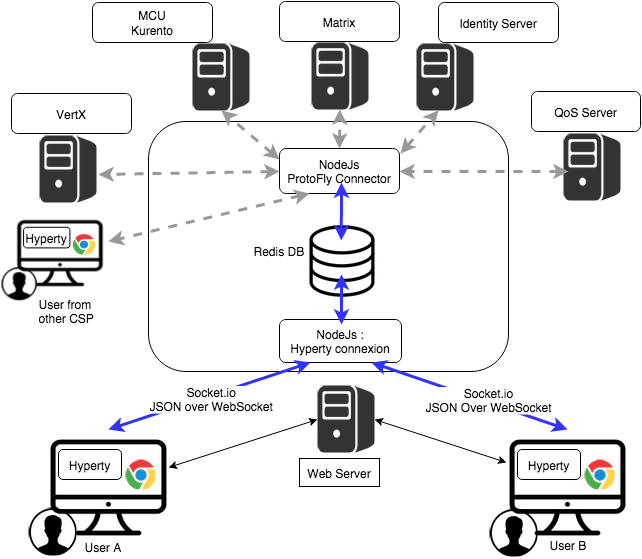 MCU
Kurento
Matrix
Identity Server
VertX
QoS Server
NodeJs
ProtoFly Connector
Hyperty
Redis DB
User from
other CSP
NodeJs :
Hyperty connexion
Socket.io
JSON over WebSocket
Socket.io
JSON Over WebSocket
Hyperty
Web Server
Hyperty
User A
User B